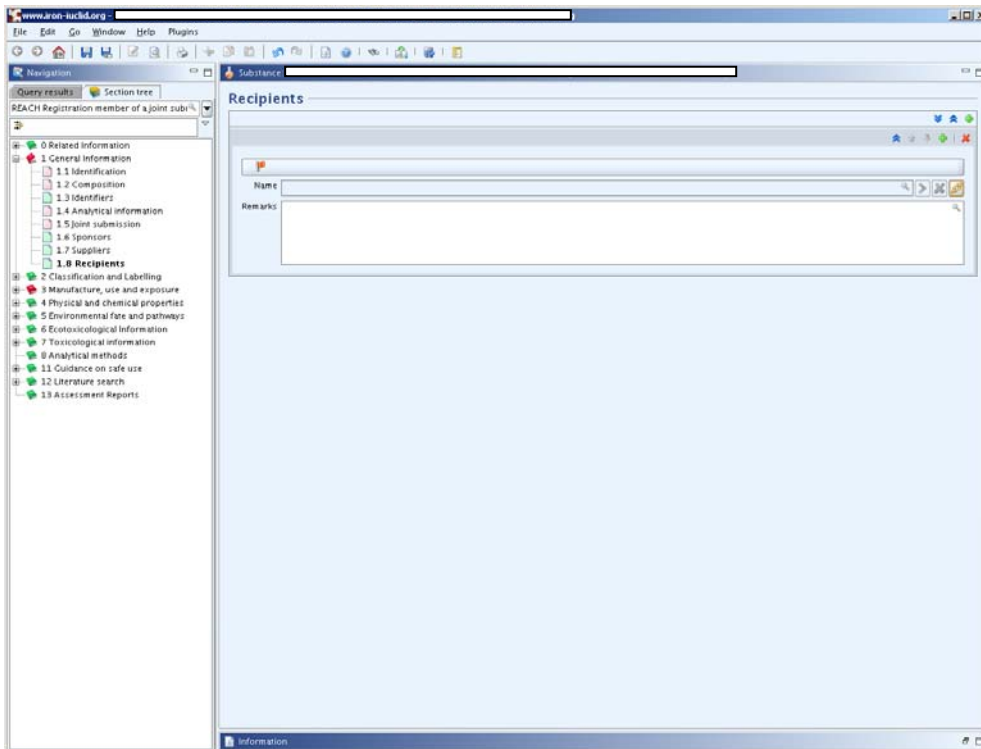 www.iron-iuclid.org -
File Edit Go Window Help Plugins
Navigation
Query results Section tree
REACH Registration member of a joint subr
0 Related Information
1 General Information
1.1 Identification
1.2 Composition
1.3 Identifiers
1.4 Analytical information
1.5 Joint submission
1.6 Sponsors
1.7 Suppliers
1.8 Recipients
2 Classification and Labelling
3 Manufacture, use and exposure
4 Physical and chemical properties
5 Environmental fate and pathways
6 Ecotoxicological Information
7 Toxicological information
8 Analytical methods
11 Guidance on safe use
12 Literature search
13 Assessment Reports
Substance
Recipients
Name
Remarks
Information